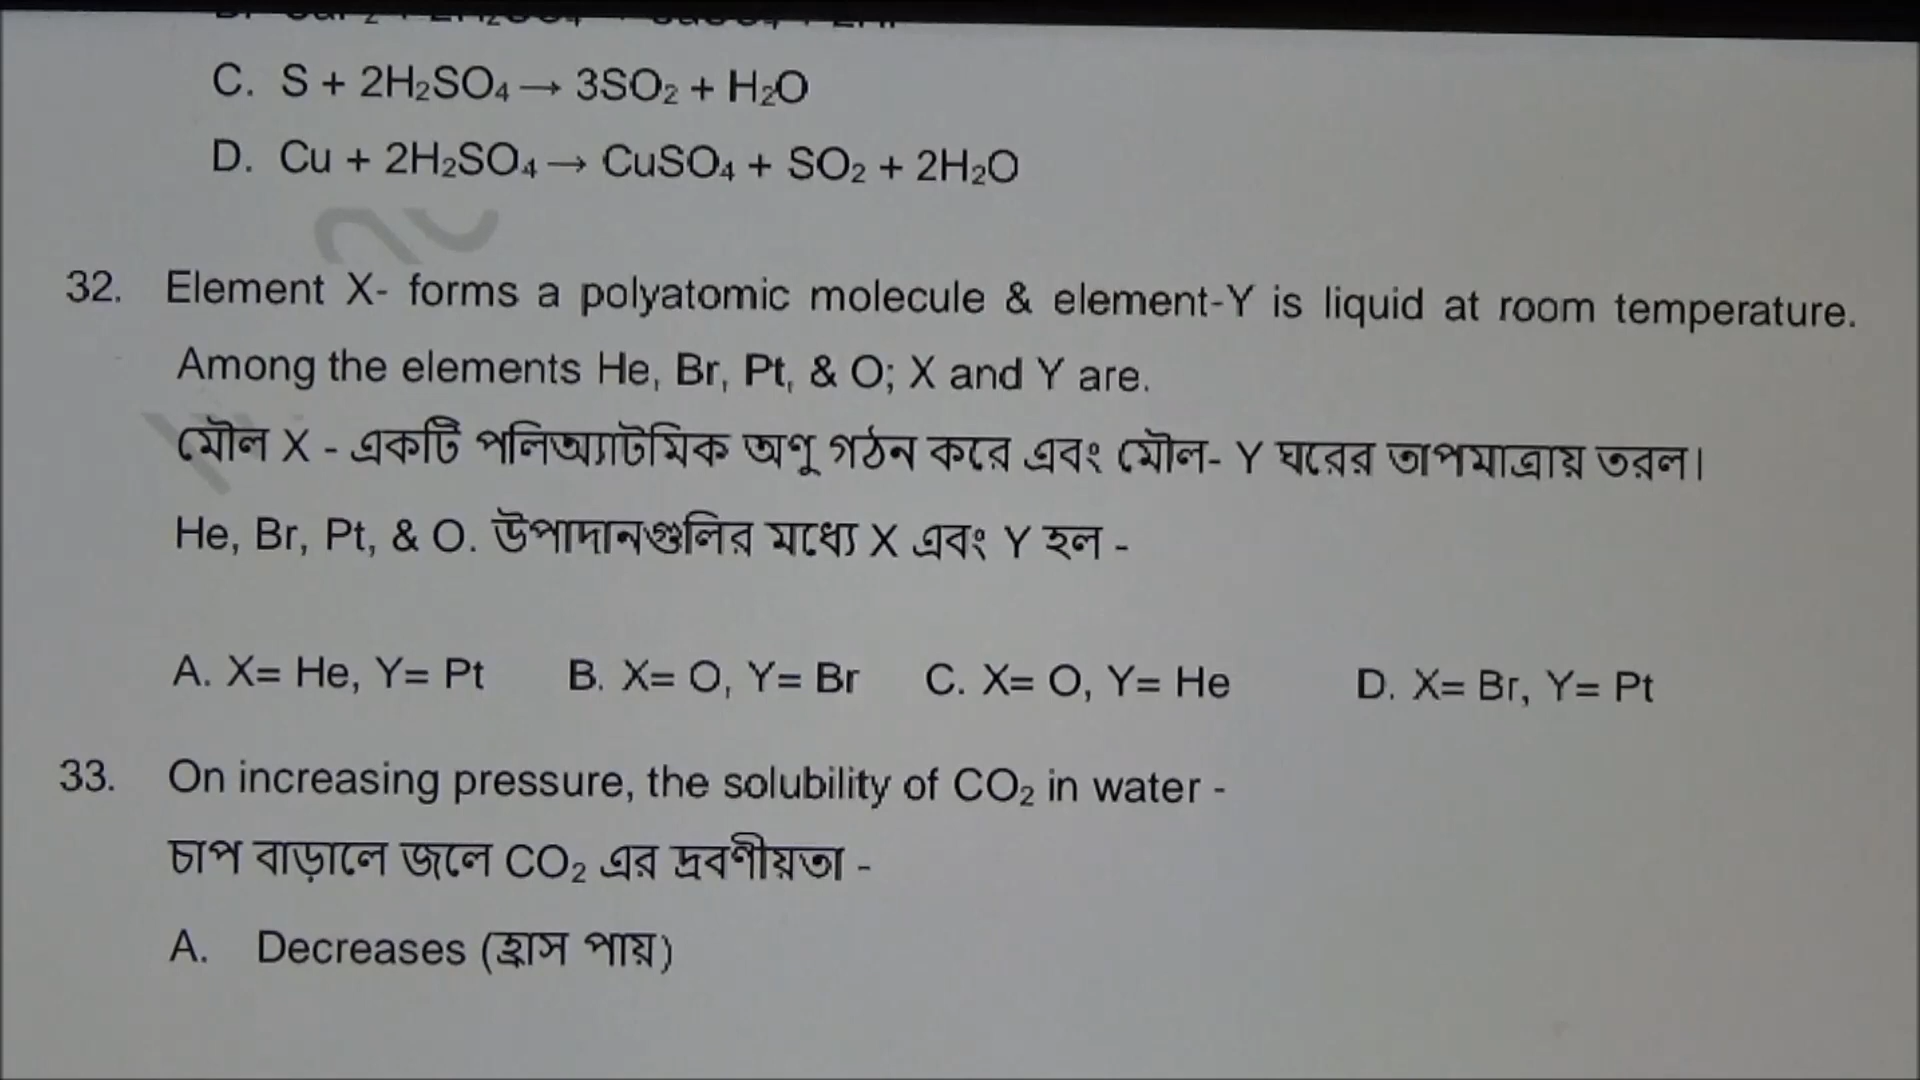 C. S + 2H₂SO₄ → 3SO₂ + H₂O
D. Cu + 2H₂SO₄ → CuSO₄ + SO₂ + 2H₂O
32. Element X- forms a polyatomic molecule & element-Y is liquid at room temperature.
Among the elements He, Br, Pt, & O; X and Y are.
মৌল X - একটি পলিঅ্যাটমিক অণু গঠন করে এবং মৌল- Y ঘরের তাপমাত্রায় তরল।
He, Br, Pt, & O. উপাদানগুলির মধ্যে X এবং Y হল -
A. X= He, Y= Pt B. X= O, Y= Br C. X= O, Y= He D. X= Br, Y= Pt
33. On increasing pressure, the solubility of CO₂ in water -
চাপ বাড়ালে জলে CO₂ এর দ্রবণীয়তা -
A. Decreases (হ্রাস পায়)